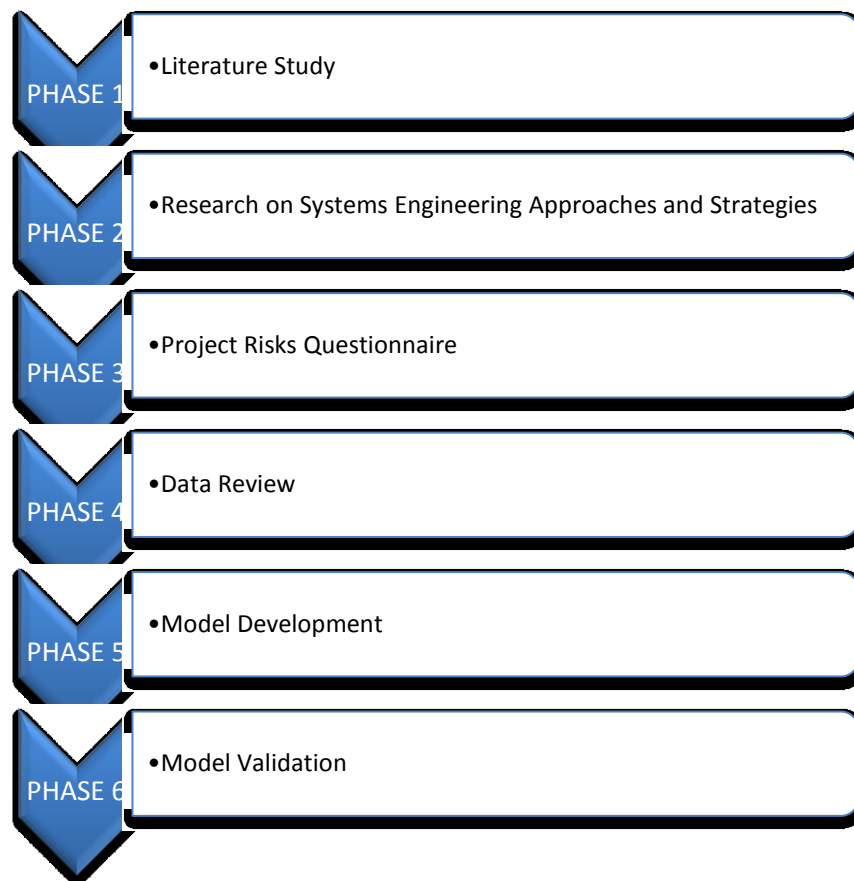 PHASE 1
•Literature Study
PHASE 2
•Research on Systems Engineering Approaches and Strategies
PHASE 3
•Project Risks Questionnaire
PHASE 4
•Data Review
PHASE 5
•Model Development
PHASE 6
•Model Validation